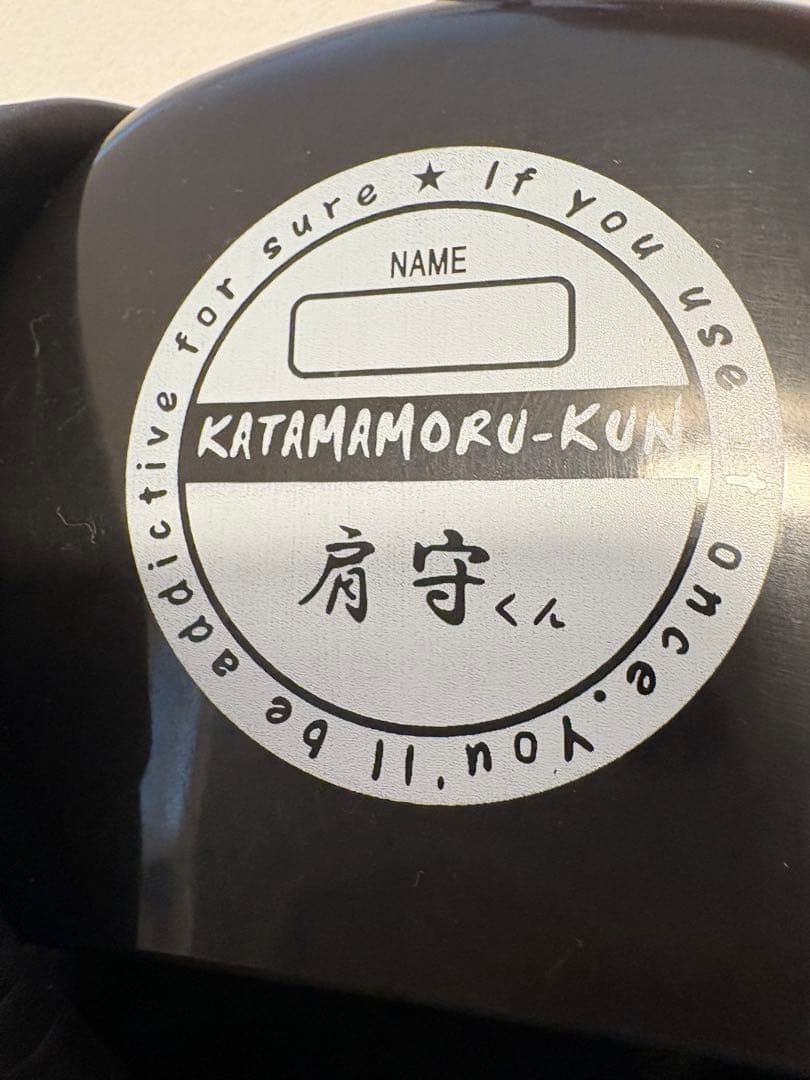 ★ If you use it once. You'll be addictive for sure
NAME
KATAMAMORU-KUN
肩守くん